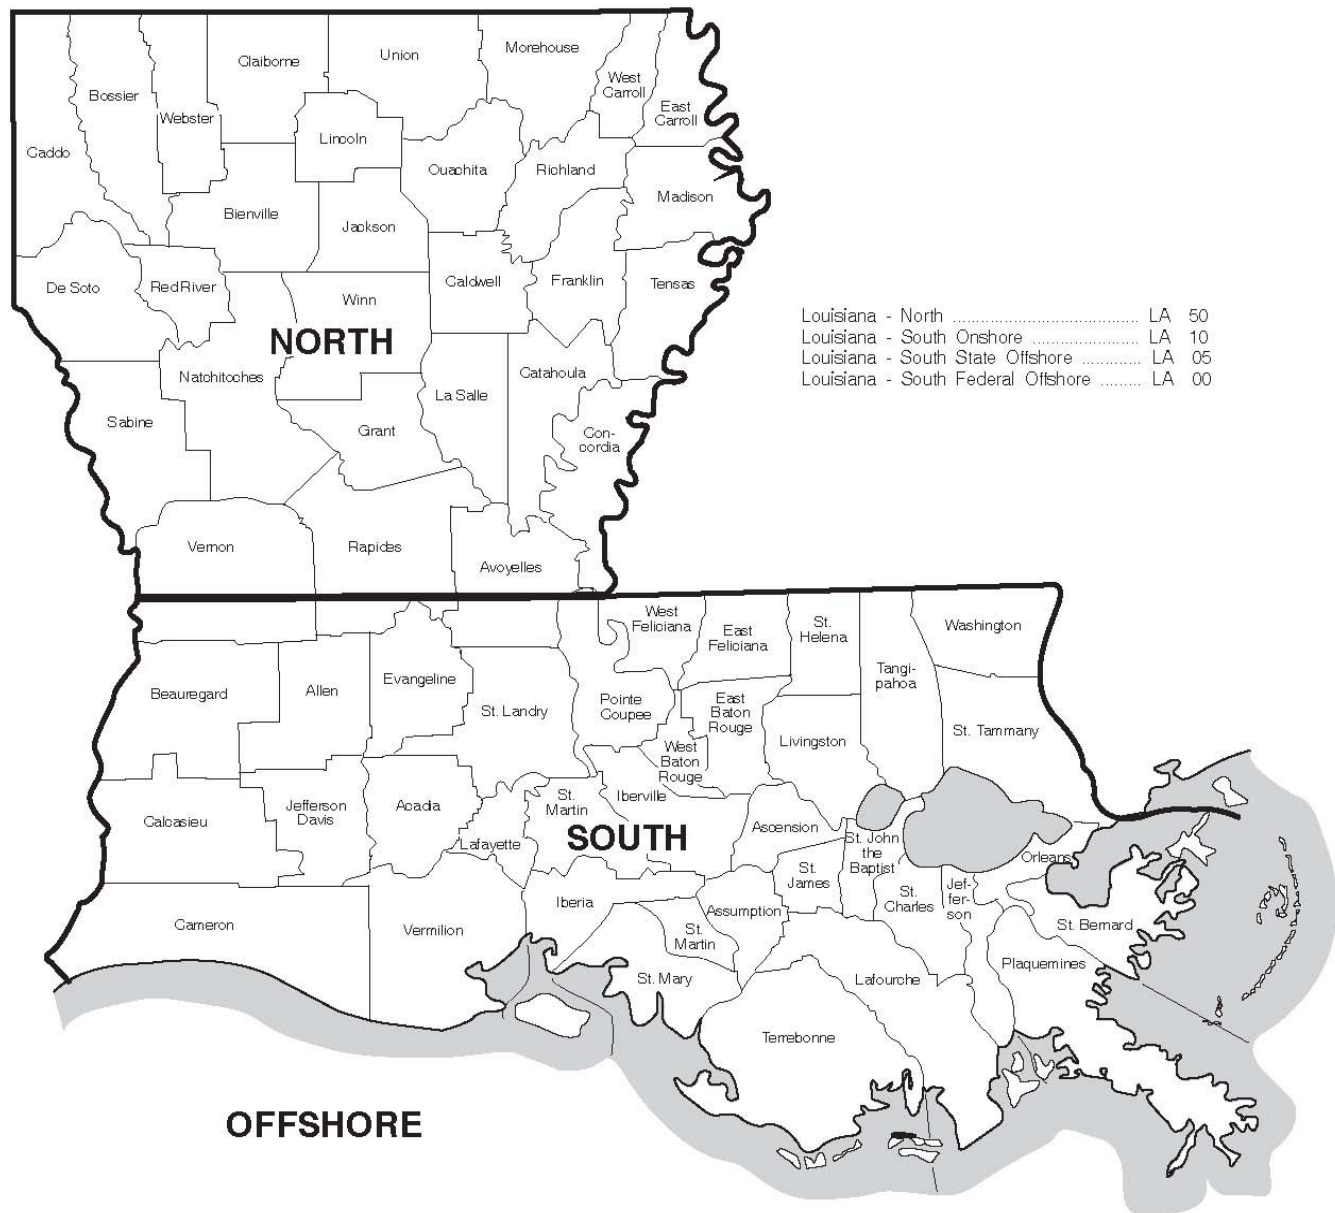 Claiborne
Union
Morehouse
West
Carroll
Bossier
Webster
East
Carroll
Lincoln
Caddo
Ouachita
Richland
Madison
Bienville
Jackson
De Soto
Red River
Caldwell
Franklin
Tensas
Winn
NORTH
Natchitoches
Catahoula
La Salle
Sabine
Grant
Con-
cordia
Vernon
Rapides
Avoyelles
Louisiana - North ..................................... LA 50
Louisiana - South Onshore ....................... LA 10
Louisiana - South State Offshore ............. LA 05
Louisiana - South Federal Offshore ......... LA 00
West
Feliciana
East
Feliciana
St.
Helena
Washington
Tangi-
pahoa
Beauregard
Allen
Evangeline
St. Landry
Pointe
Coupee
East
Baton
Rouge
St. Tammany
Livingston
West
Baton
Rouge
Calcasieu
Jefferson
Davis
Acadia
St.
Martin
Iberville
SOUTH
Ascension
Lafayette
St. John
the
Baptist
Orleans
St.
James
St.
Charles
Jef-
fer-
son
Cameron
Vermilion
Iberia
Assumption
St.
Martin
St. Bernard
St. Mary
Lafourche
Plaquemines
Terrebonne
OFFSHORE